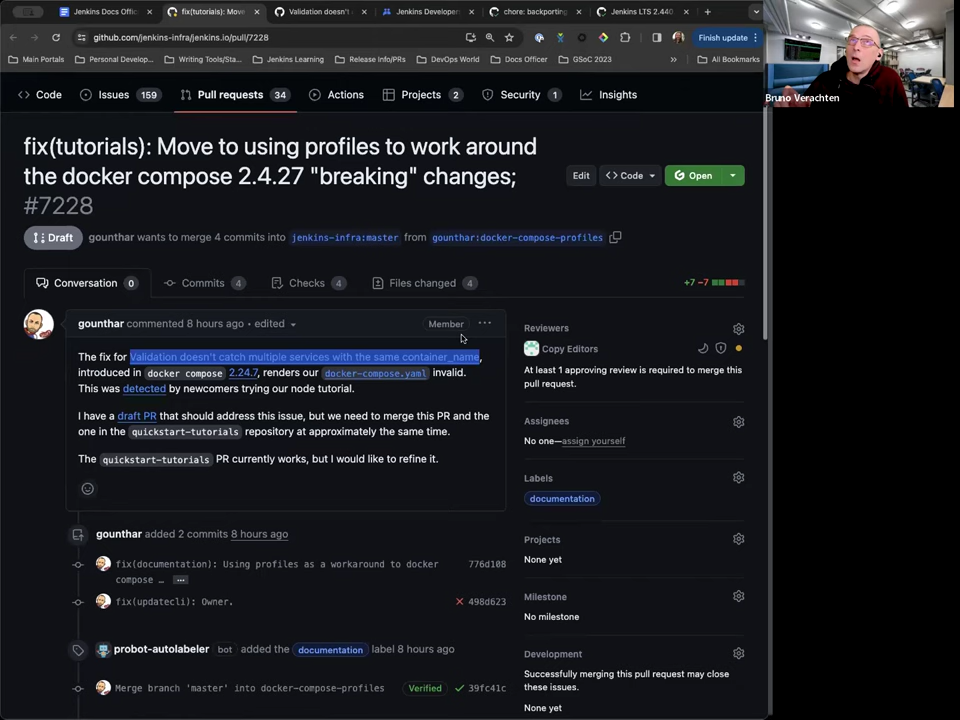 Jenkins Docs Offic
fix(tutorials): Move
Validation doesn't
Jenkins Developer
chore: backporting
Jenkins LTS 2.440
github.com/jenkins-infra/jenkins.io/pull/7228
Finish update
Main Portals
Personal Develop...
Writing Tools/Sta...
Jenkins Learning
Release Info/PRs
DevOps World
Docs Officer
GSoC 2023
All Bookmarks
Bruno Verachten
Code
Issues 159
Pull requests 34
Actions
Projects 2
Security 1
Insights
fix(tutorials): Move to using profiles to work around
the docker compose 2.4.27 "breaking" changes;
#7228
Edit
Code
Open
Draft
gounthar wants to merge 4 commits into jenkins-infra:master from gounthar:docker-compose-profiles
Conversation 0
Commits 4
Checks 4
Files changed 4
+7 −7
gounthar commented 8 hours ago • edited
Member
The fix for Validation doesn't catch multiple services with the same container_name,
introduced in docker compose 2.24.7, renders our docker-compose.yaml invalid.
This was detected by newcomers trying our node tutorial.
I have a draft PR that should address this issue, but we need to merge this PR and the
one in the quickstart-tutorials repository at approximately the same time.
The quickstart-tutorials PR currently works, but I would like to refine it.
gounthar added 2 commits 8 hours ago
fix(documentation): Using profiles as a workaround to docker
compose …
776d108
fix(updatecli): Owner.
498d623
probot-autolabeler bot added the documentation label 8 hours ago
Merge branch 'master' into docker-compose-profiles
Verified
39fc41c
Reviewers
Copy Editors
At least 1 approving review is required to merge this
pull request.
Assignees
No one—assign yourself
Labels
documentation
Projects
None yet
Milestone
No milestone
Development
Successfully merging this pull request may close
these issues.
None yet